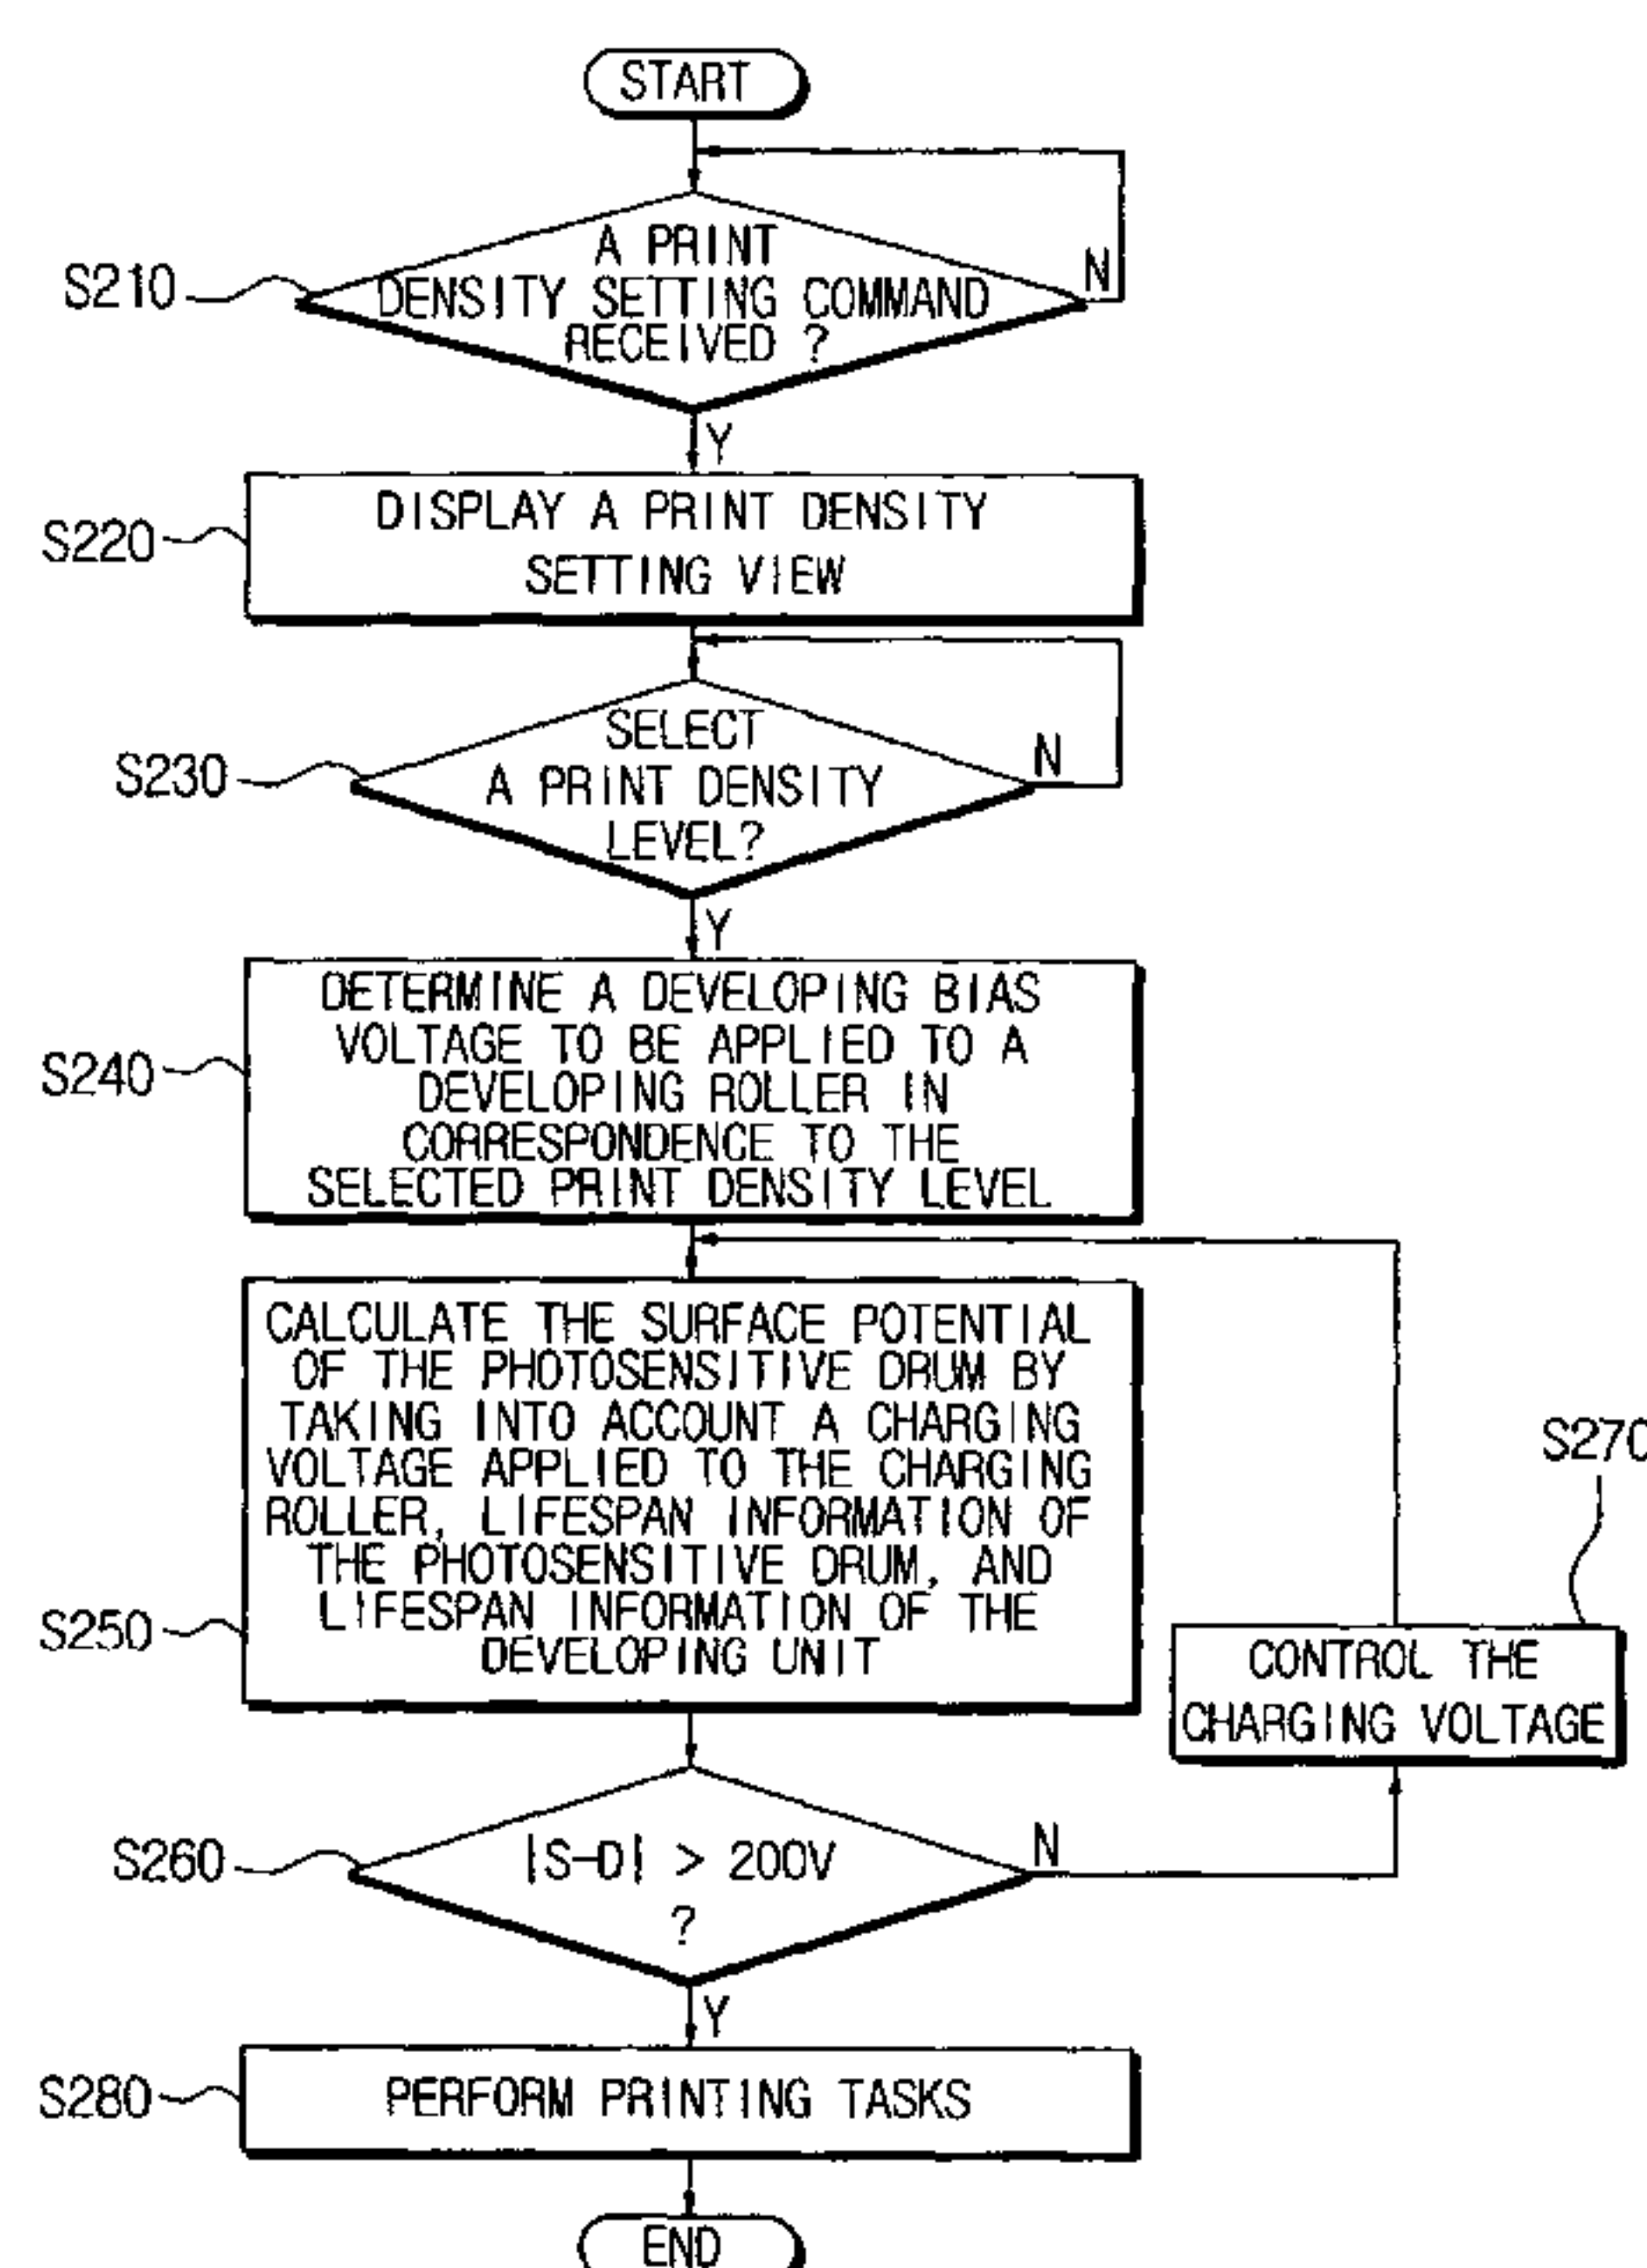 START
A PRINT
DENSITY SETTING COMMAND
RECEIVED ?
N
S210
Y
DISPLAY A PRINT DENSITY
SETTING VIEW
S220
SELECT
A PRINT DENSITY
LEVEL?
N
S230
Y
DETERMINE A DEVELOPING BIAS
VOLTAGE TO BE APPLIED TO A
DEVELOPING ROLLER IN
CORRESPONDENCE TO THE
SELECTED PRINT DENSITY LEVEL
S240
CALCULATE THE SURFACE POTENTIAL
OF THE PHOTOSENSITIVE DRUM BY
TAKING INTO ACCOUNT A CHARGING
VOLTAGE APPLIED TO THE CHARGING
ROLLER, LIFESPAN INFORMATION OF
THE PHOTOSENSITIVE DRUM, AND
LIFESPAN INFORMATION OF THE
DEVELOPING UNIT
S250
S270
CONTROL THE
CHARGING VOLTAGE
S260
|S-D| > 200V
?
N
Y
S280
PERFORM PRINTING TASKS
END